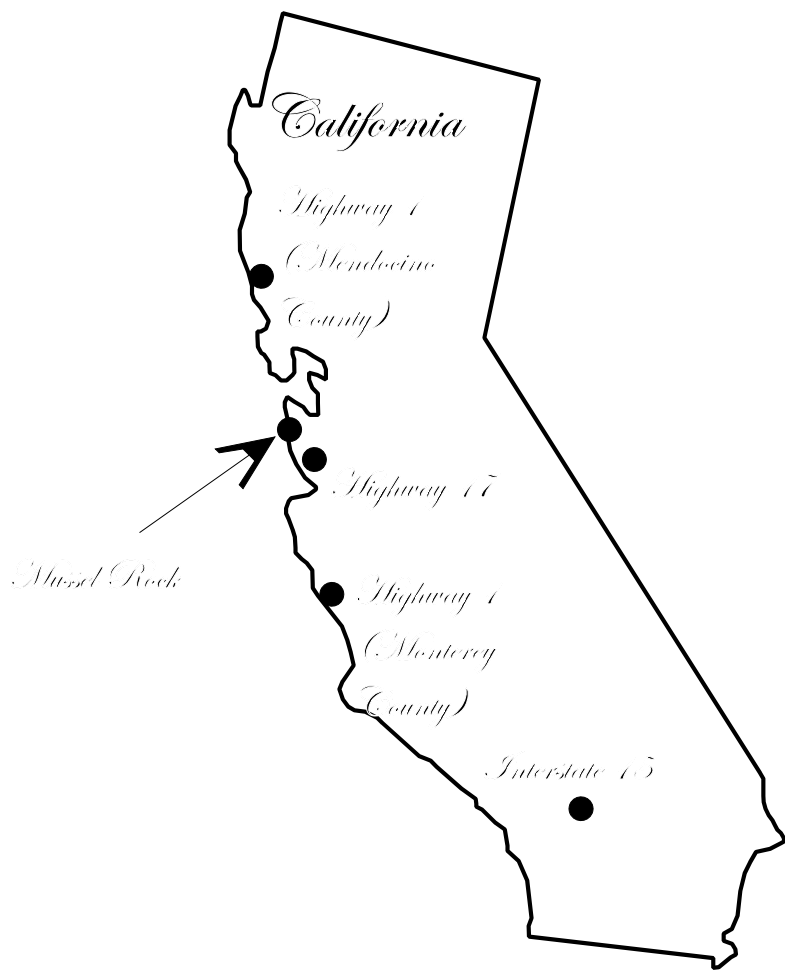 California
Highway 1
(Mendocino
County)
Highway 17
Mussel Rock
Highway 1
(Monterey
County)
Interstate 15